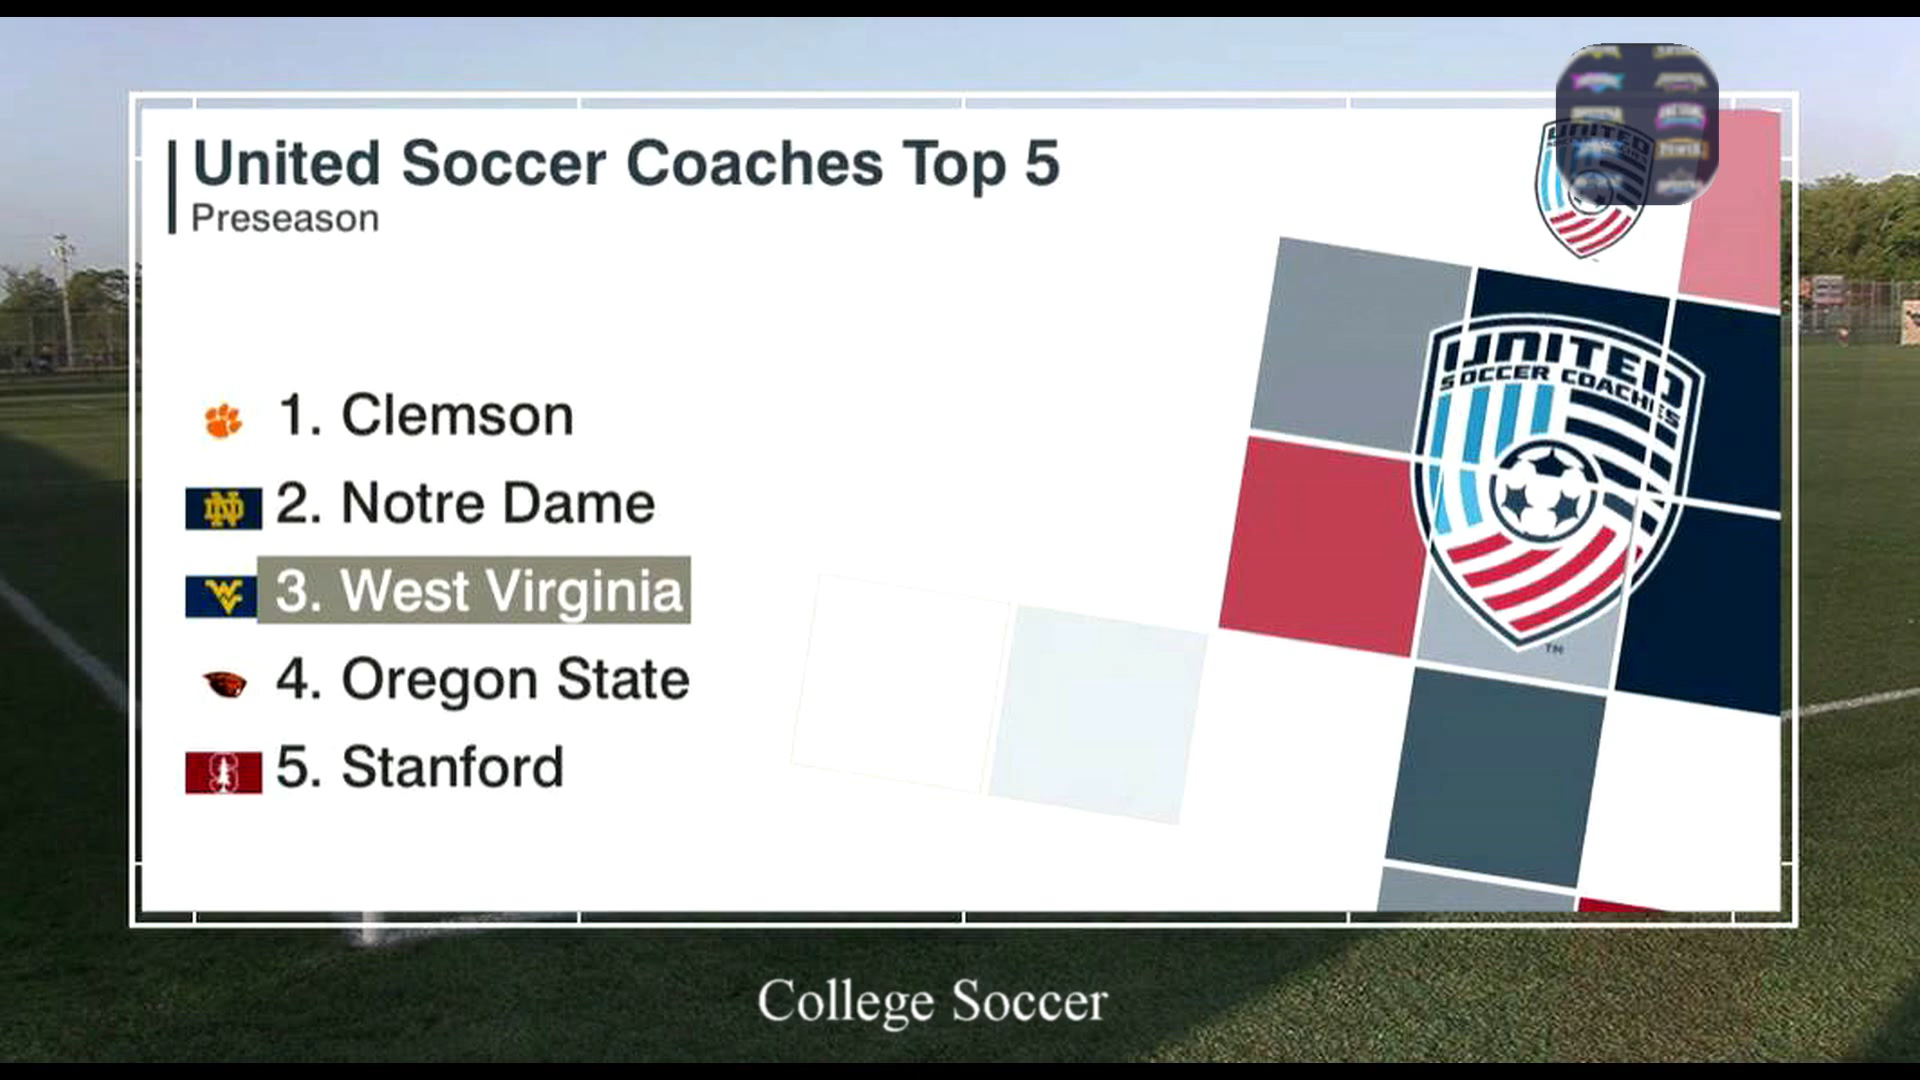 United Soccer Coaches Top 5
Preseason
UNITED
SOCCER COACHES
TM
1. Clemson
2. Notre Dame
3. West Virginia
4. Oregon State
5. Stanford
College Soccer